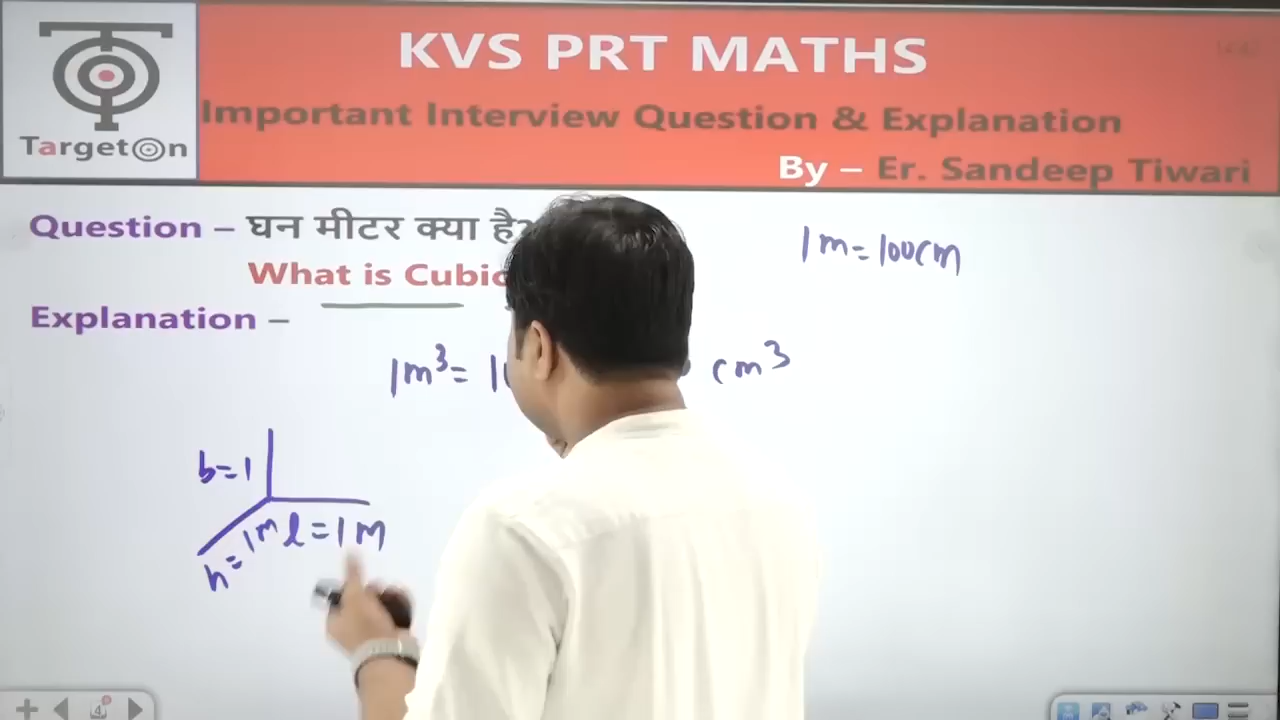 TargetOn
KVS PRT MATHS
Important Interview Question & Explanation
By – Er. Sandeep Tiwari
Question – घन मीटर क्या है
What is Cubic
Explanation –
1m = 100cm
1m³ = 10 cm³
b=1
h=1m l=1m